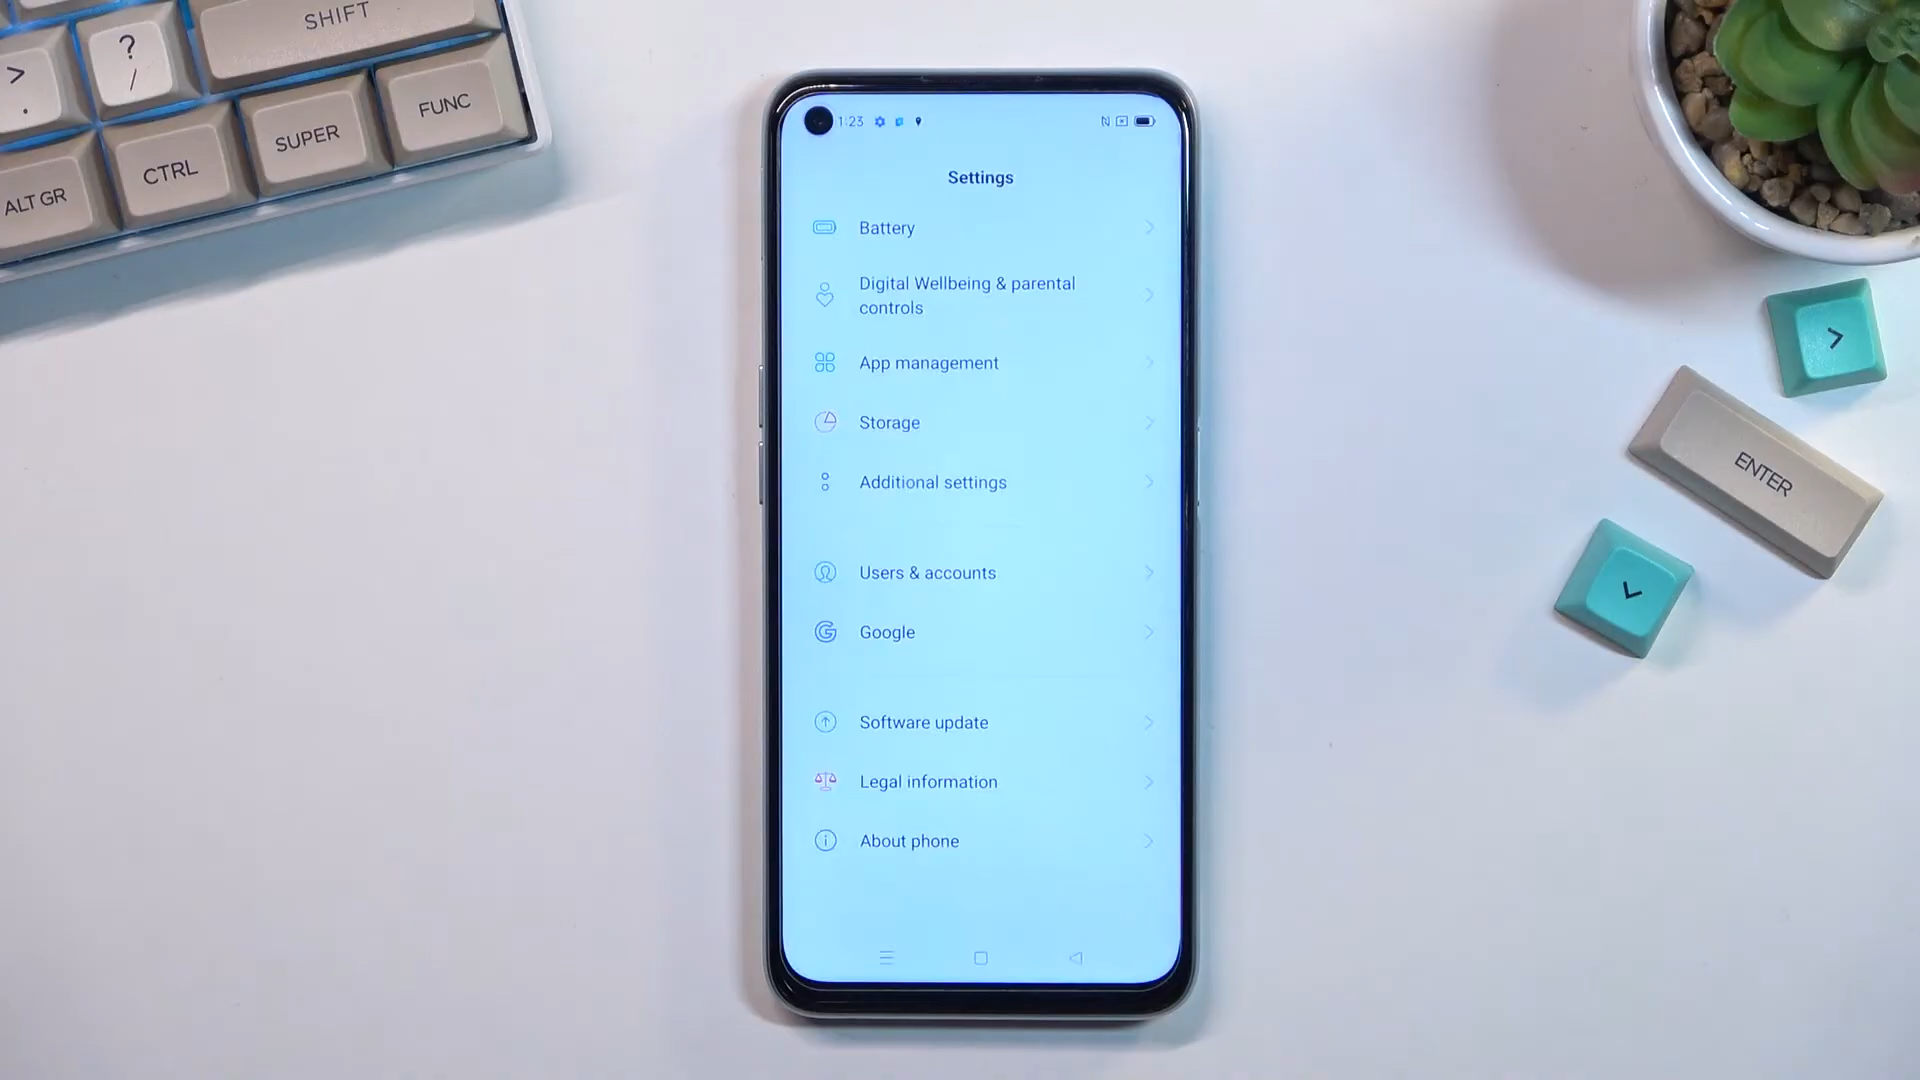 SHIFT
?
/
>
.
FUNC
SUPER
CTRL
ALT GR
1:23
Settings
Battery
Digital Wellbeing & parental
controls
App management
Storage
Additional settings
Users & accounts
Google
Software update
Legal information
About phone
>
ENTER